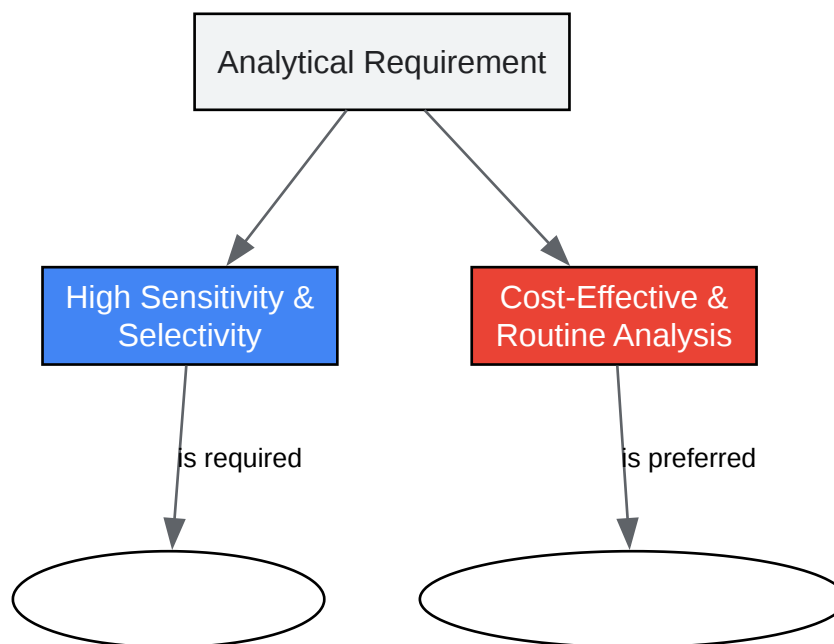 Analytical Requirement
High Sensitivity &
Selectivity
Cost-Effective &
Routine Analysis
is required
is preferred